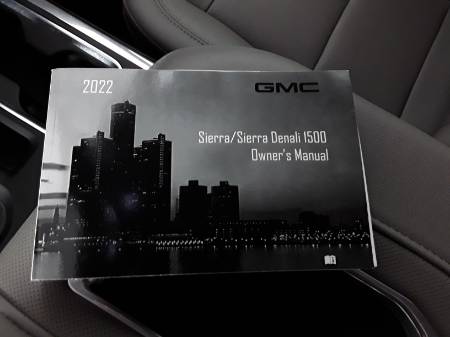 2022
GMC
Sierra/Sierra Denali 1500
Owner's Manual